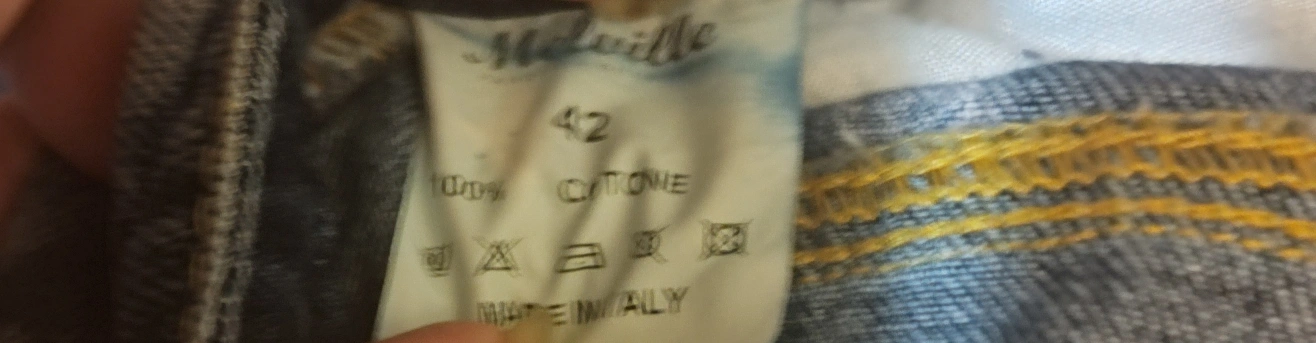 Melville
42
100% COTONE
MADE IN ITALY